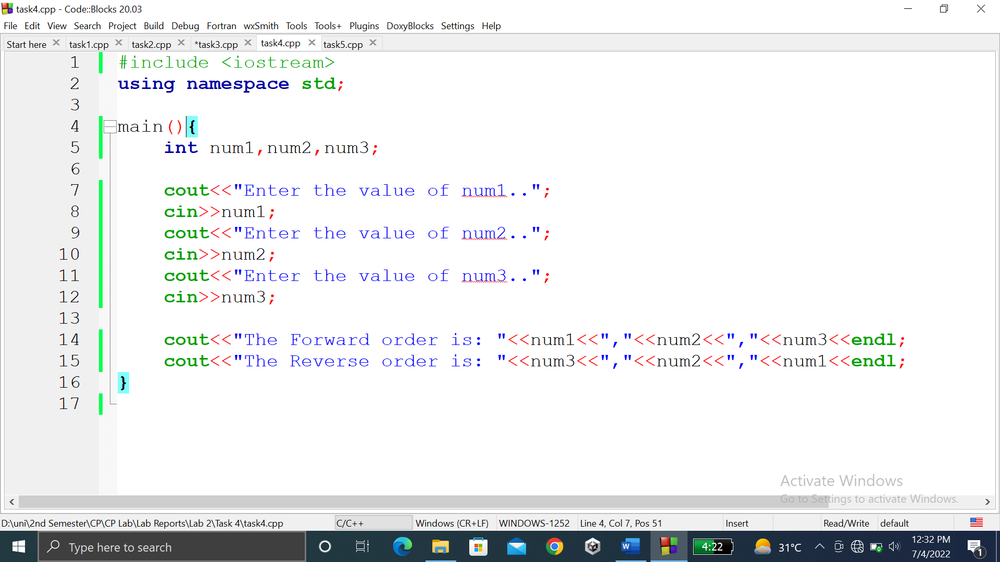 task4.cpp - Code::Blocks 20.03
File Edit View Search Project Build Debug Fortran wxSmith Tools Tools+ Plugins DoxyBlocks Settings Help
Start here task1.cpp task2.cpp *task3.cpp task4.cpp task5.cpp
1 #include <iostream>
2 using namespace std;
3
4 main(){
5 int num1,num2,num3;
6
7 cout<<"Enter the value of num1..";
8 cin>>num1;
9 cout<<"Enter the value of num2..";
10 cin>>num2;
11 cout<<"Enter the value of num3..";
12 cin>>num3;
13
14 cout<<"The Forward order is: "<<num1<<","<<num2<<","<<num3<<endl;
15 cout<<"The Reverse order is: "<<num3<<","<<num2<<","<<num1<<endl;
16 }
17
Activate Windows
Go to Settings to activate Windows.
D:\uni\2nd Semester\CP\CP Lab\Lab Reports\Lab 2\Task 4\task4.cpp C/C++ Windows (CR+LF) WINDOWS-1252 Line 4, Col 7, Pos 51 Insert Read/Write default
Type here to search 4:22 31°C 12:32 PM
7/4/2022 1